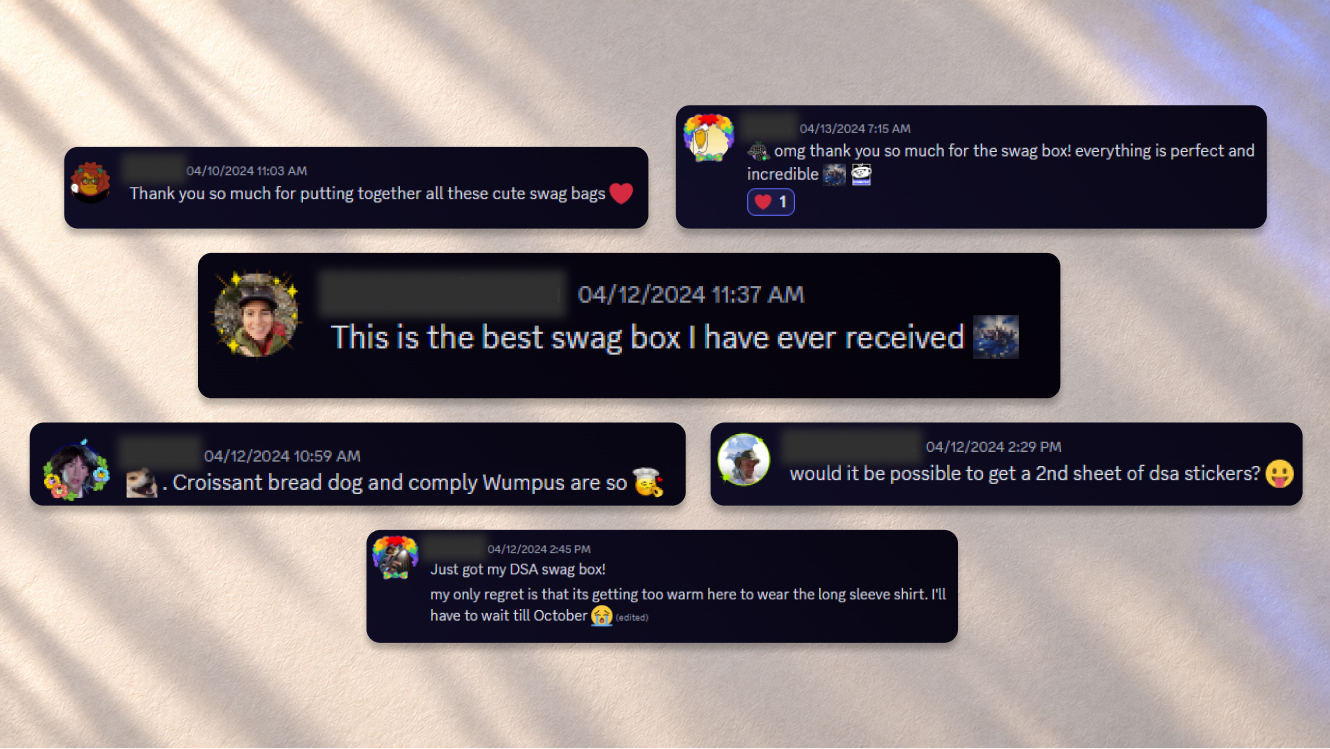 04/10/2024 11:03 AM
Thank you so much for putting together all these cute swag bags ❤️
04/13/2024 7:15 AM
omg thank you so much for the swag box! everything is perfect and
incredible
❤️ 1
04/12/2024 11:37 AM
This is the best swag box I have ever received
04/12/2024 10:59 AM
. Croissant bread dog and comply Wumpus are so
04/12/2024 2:29 PM
would it be possible to get a 2nd sheet of dsa stickers? 😛
04/12/2024 2:45 PM
Just got my DSA swag box!
my only regret is that its getting too warm here to wear the long sleeve shirt. I'll
have to wait till October 😭 (edited)